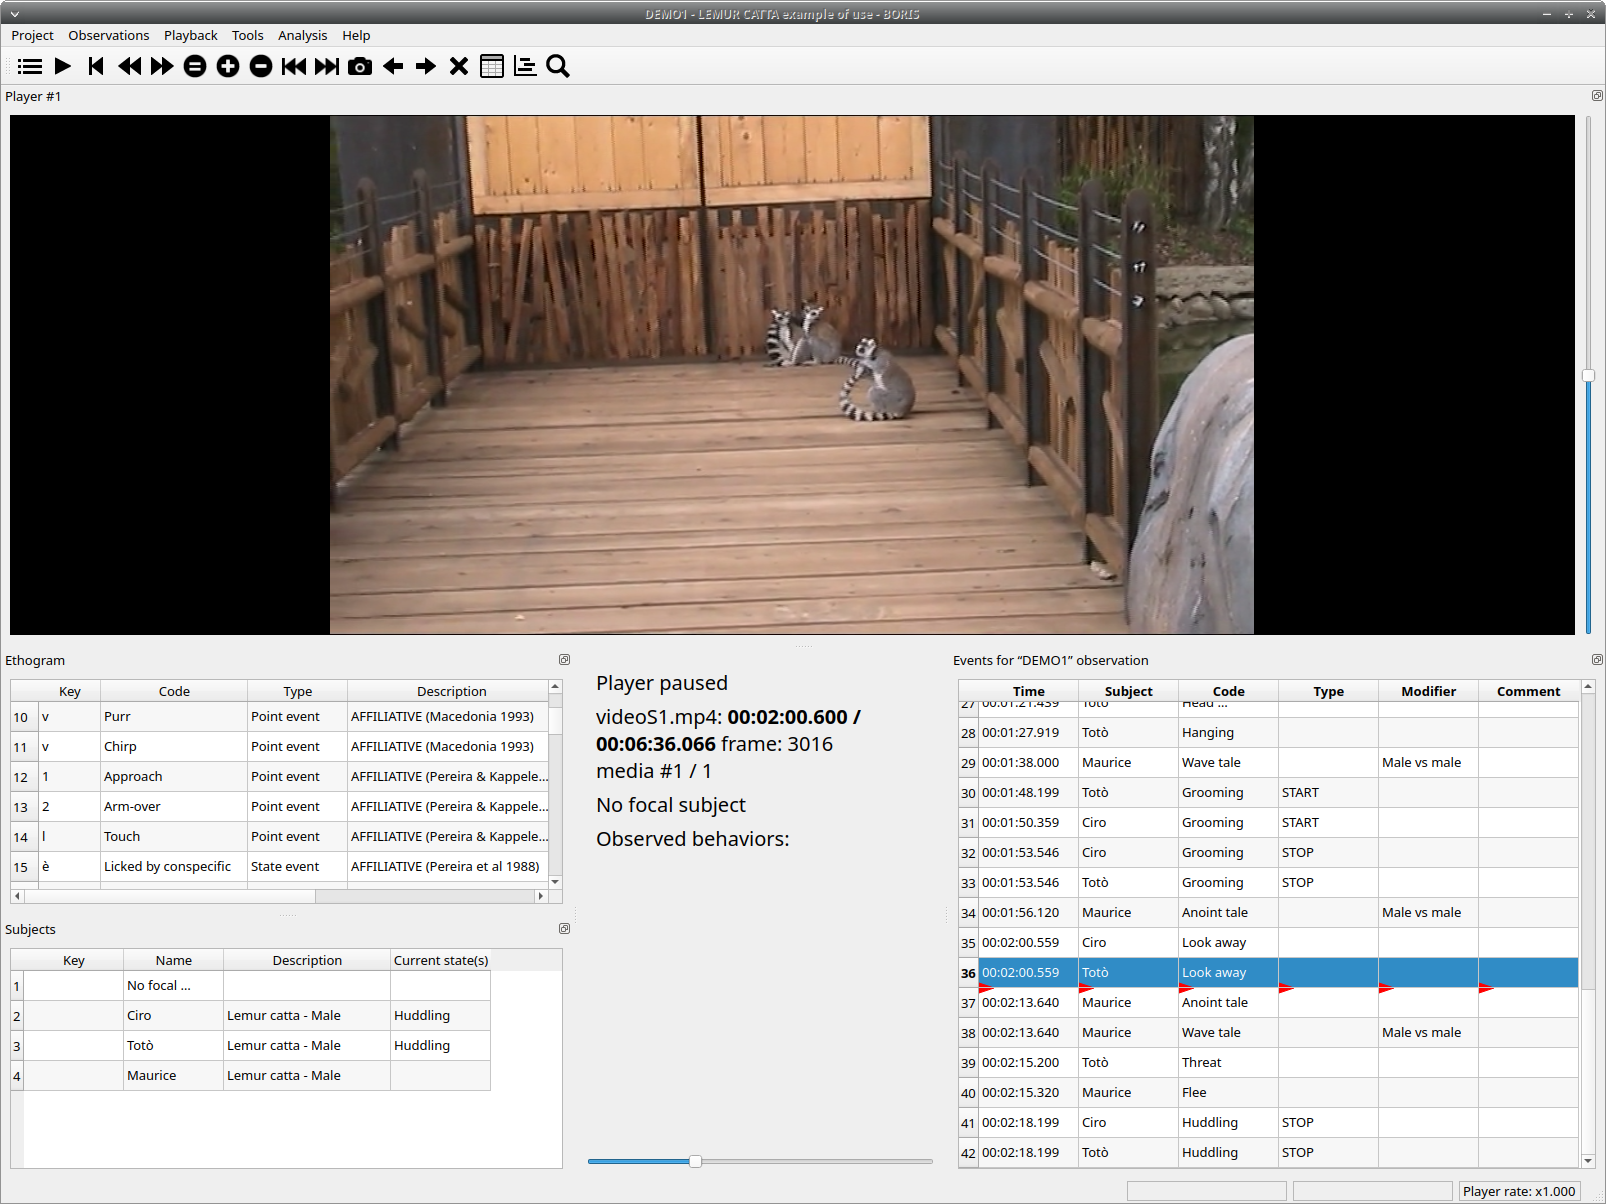 DEMO1 - LEMUR CATTA example of use - BORIS
Project Observations Playback Tools Analysis Help
Player #1
Ethogram
Key Code Type Description
10 v Purr Point event AFFILIATIVE (Macedonia 1993)
11 v Chirp Point event AFFILIATIVE (Macedonia 1993)
12 1 Approach Point event AFFILIATIVE (Pereira & Kappele...
13 2 Arm-over Point event AFFILIATIVE (Pereira & Kappele...
14 l Touch Point event AFFILIATIVE (Pereira & Kappele...
15 è Licked by conspecific State event AFFILIATIVE (Pereira et al 1988)
Subjects
Key Name Description Current state(s)
1 No focal ...
2 Ciro Lemur catta - Male Huddling
3 Totò Lemur catta - Male Huddling
4 Maurice Lemur catta - Male
Player paused
videoS1.mp4: 00:02:00.600 /
00:06:36.066 frame: 3016
media #1 / 1
No focal subject
Observed behaviors:
Events for “DEMO1” observation
Time Subject Code Type Modifier Comment
27 00:01:21.439 Totò Head ...
28 00:01:27.919 Totò Hanging
29 00:01:38.000 Maurice Wave tale Male vs male
30 00:01:48.199 Totò Grooming START
31 00:01:50.359 Ciro Grooming START
32 00:01:53.546 Ciro Grooming STOP
33 00:01:53.546 Totò Grooming STOP
34 00:01:56.120 Maurice Anoint tale Male vs male
35 00:02:00.559 Ciro Look away
36 00:02:00.559 Totò Look away
37 00:02:13.640 Maurice Anoint tale
38 00:02:13.640 Maurice Wave tale Male vs male
39 00:02:15.200 Totò Threat
40 00:02:15.320 Maurice Flee
41 00:02:18.199 Ciro Huddling STOP
42 00:02:18.199 Totò Huddling STOP
Player rate: x1.000